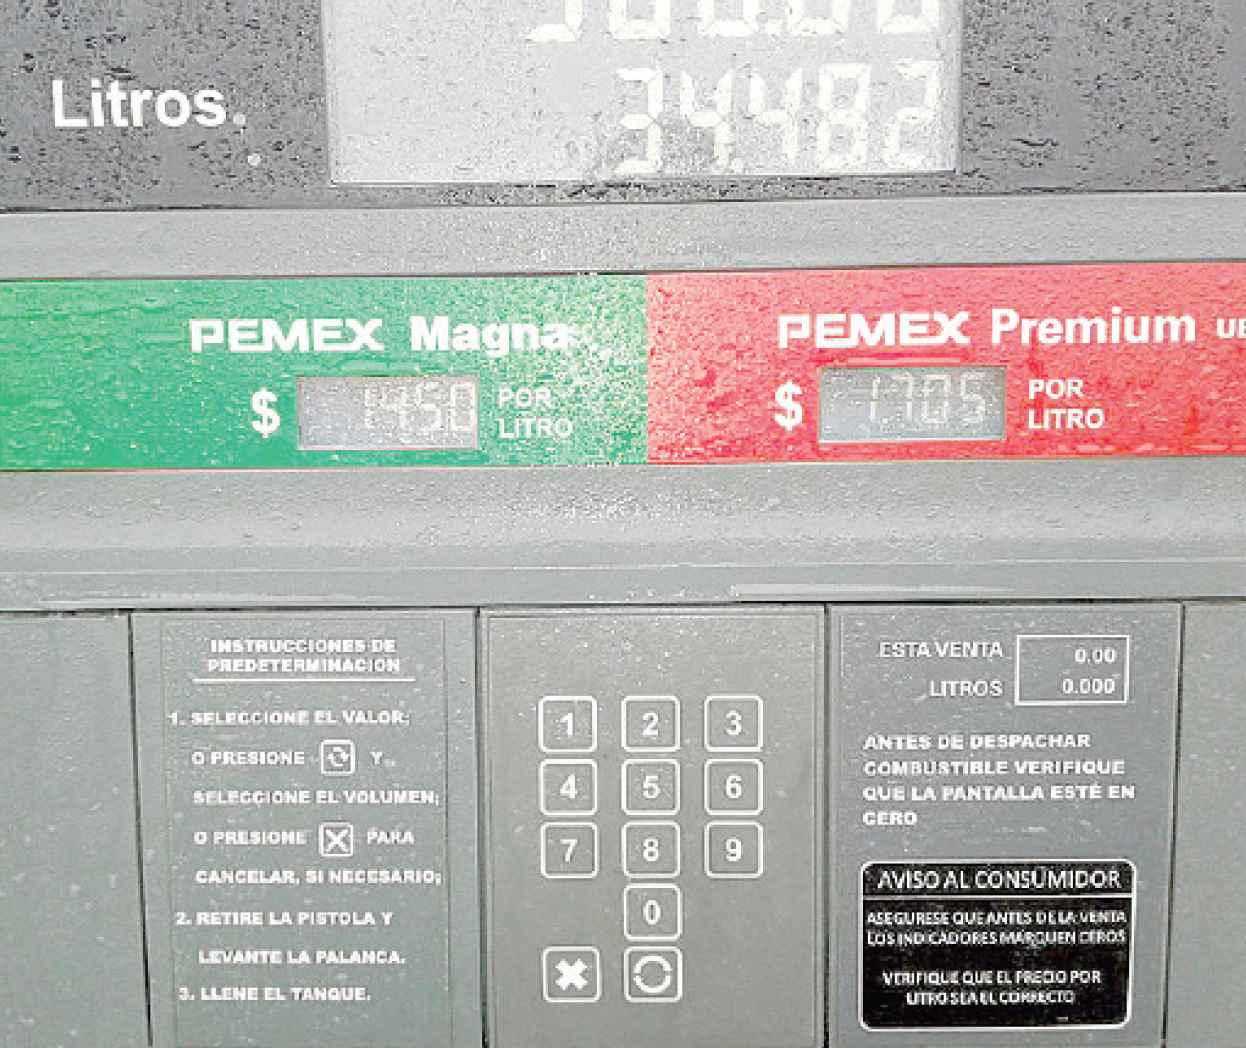 Litros
34.482
PEMEX Magna
$ 14.50 POR
LITRO
PEMEX Premium
$ 17.05 POR
LITRO
INSTRUCCIONES DE
PREDETERMINACIÓN
1. SELECCIONE EL VALOR;
O PRESIONE Y
SELECCIONE EL VOLUMEN;
O PRESIONE X PARA
CANCELAR, SI NECESARIO;
2. RETIRE LA PISTOLA Y
LEVANTE LA PALANCA.
3. LLENE EL TANQUE.
1 2 3
4 5 6
7 8 9
0
ESTA VENTA 0.00
LITROS 0.000
ANTES DE DESPACHAR
COMBUSTIBLE VERIFIQUE
QUE LA PANTALLA ESTÉ EN
CERO
AVISO AL CONSUMIDOR
ASEGURESE QUE ANTES DE LA VENTA
LOS INDICADORES MARQUEN CEROS
VERIFIQUE QUE EL PRECIO POR
LITRO SEA EL CORRECTO